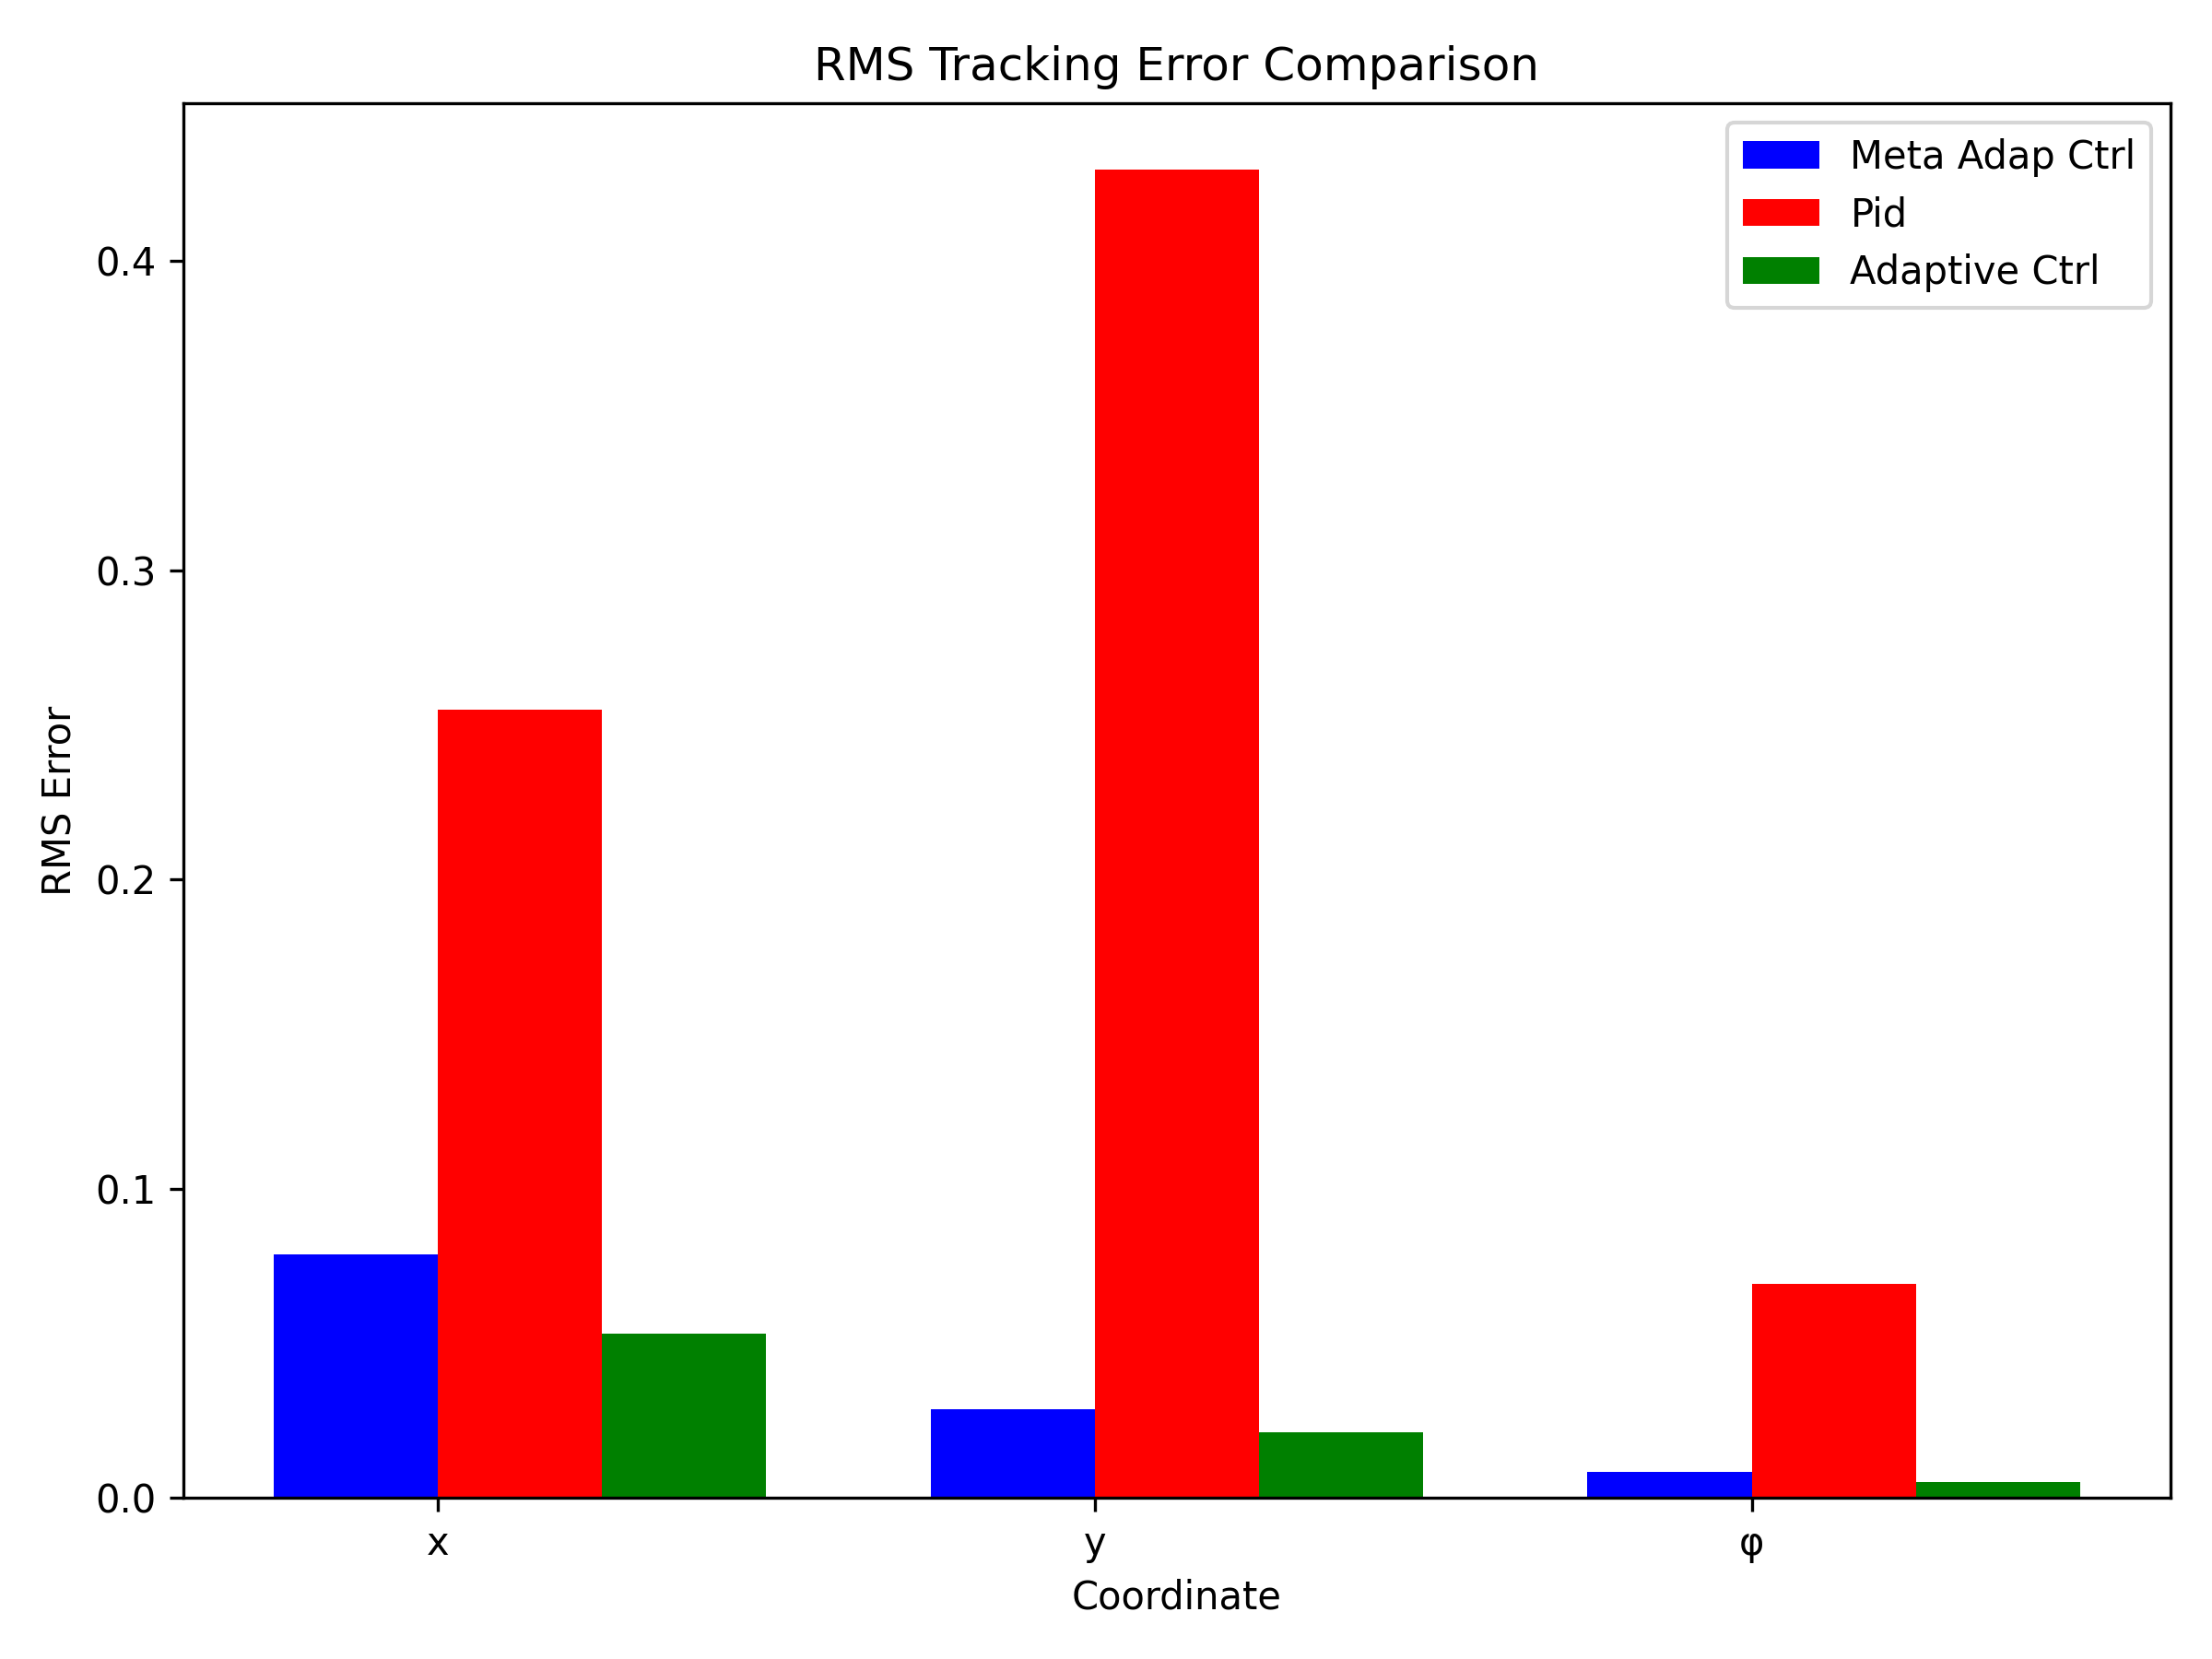 RMS Tracking Error Comparison
Meta Adap Ctrl
Pid
Adaptive Ctrl
RMS Error
0.4
0.3
0.2
0.1
0.0
x
y
φ
Coordinate